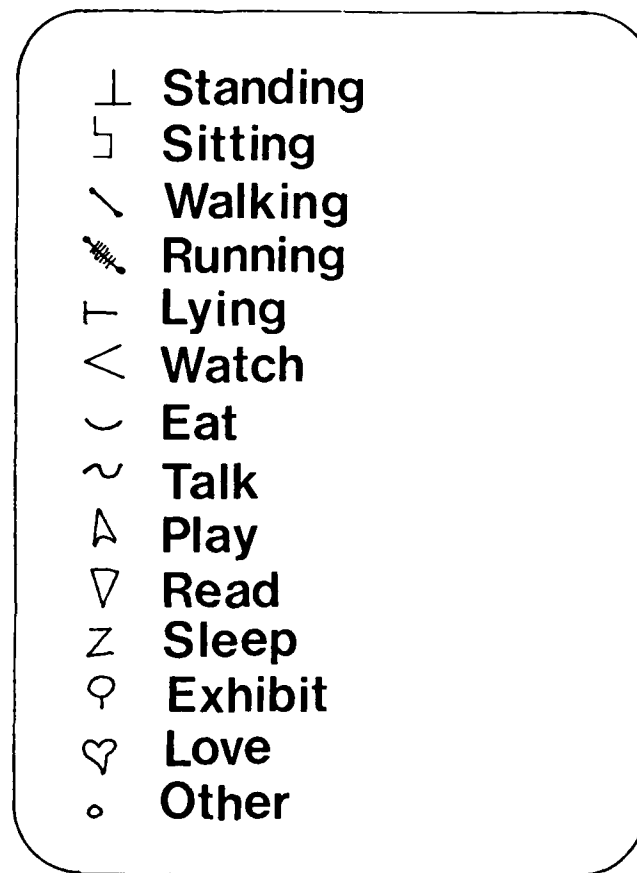 Standing
Sitting
Walking
Running
Lying
Watch
Eat
Talk
Play
Read
Sleep
Exhibit
Love
Other